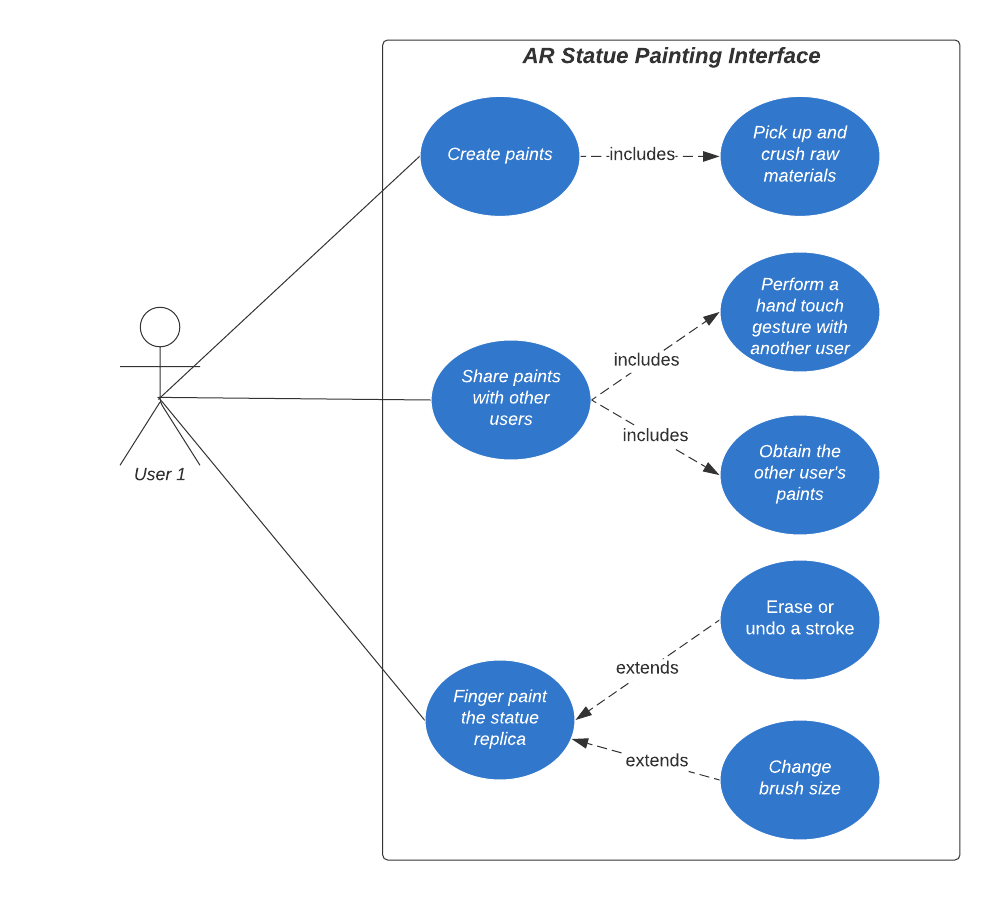 AR Statue Painting Interface
Create paints
includes
Pick up and
crush raw
materials
Perform a
hand touch
gesture with
another user
includes
Share paints
with other
users
includes
Obtain the
other user's
paints
User 1
Erase or
undo a stroke
extends
Finger paint
the statue
replica
extends
Change
brush size